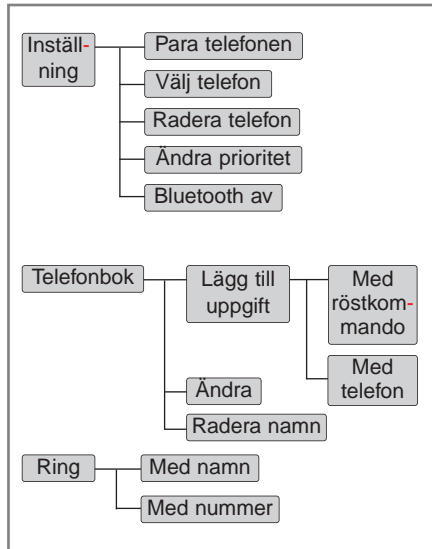 Inställ-
ning
Para telefonen
Välj telefon
Radera telefon
Ändra prioritet
Bluetooth av
Telefonbok
Lägg till
uppgift
Med
röstkom-
mando
Med
telefon
Ändra
Radera namn
Ring
Med namn
Med nummer